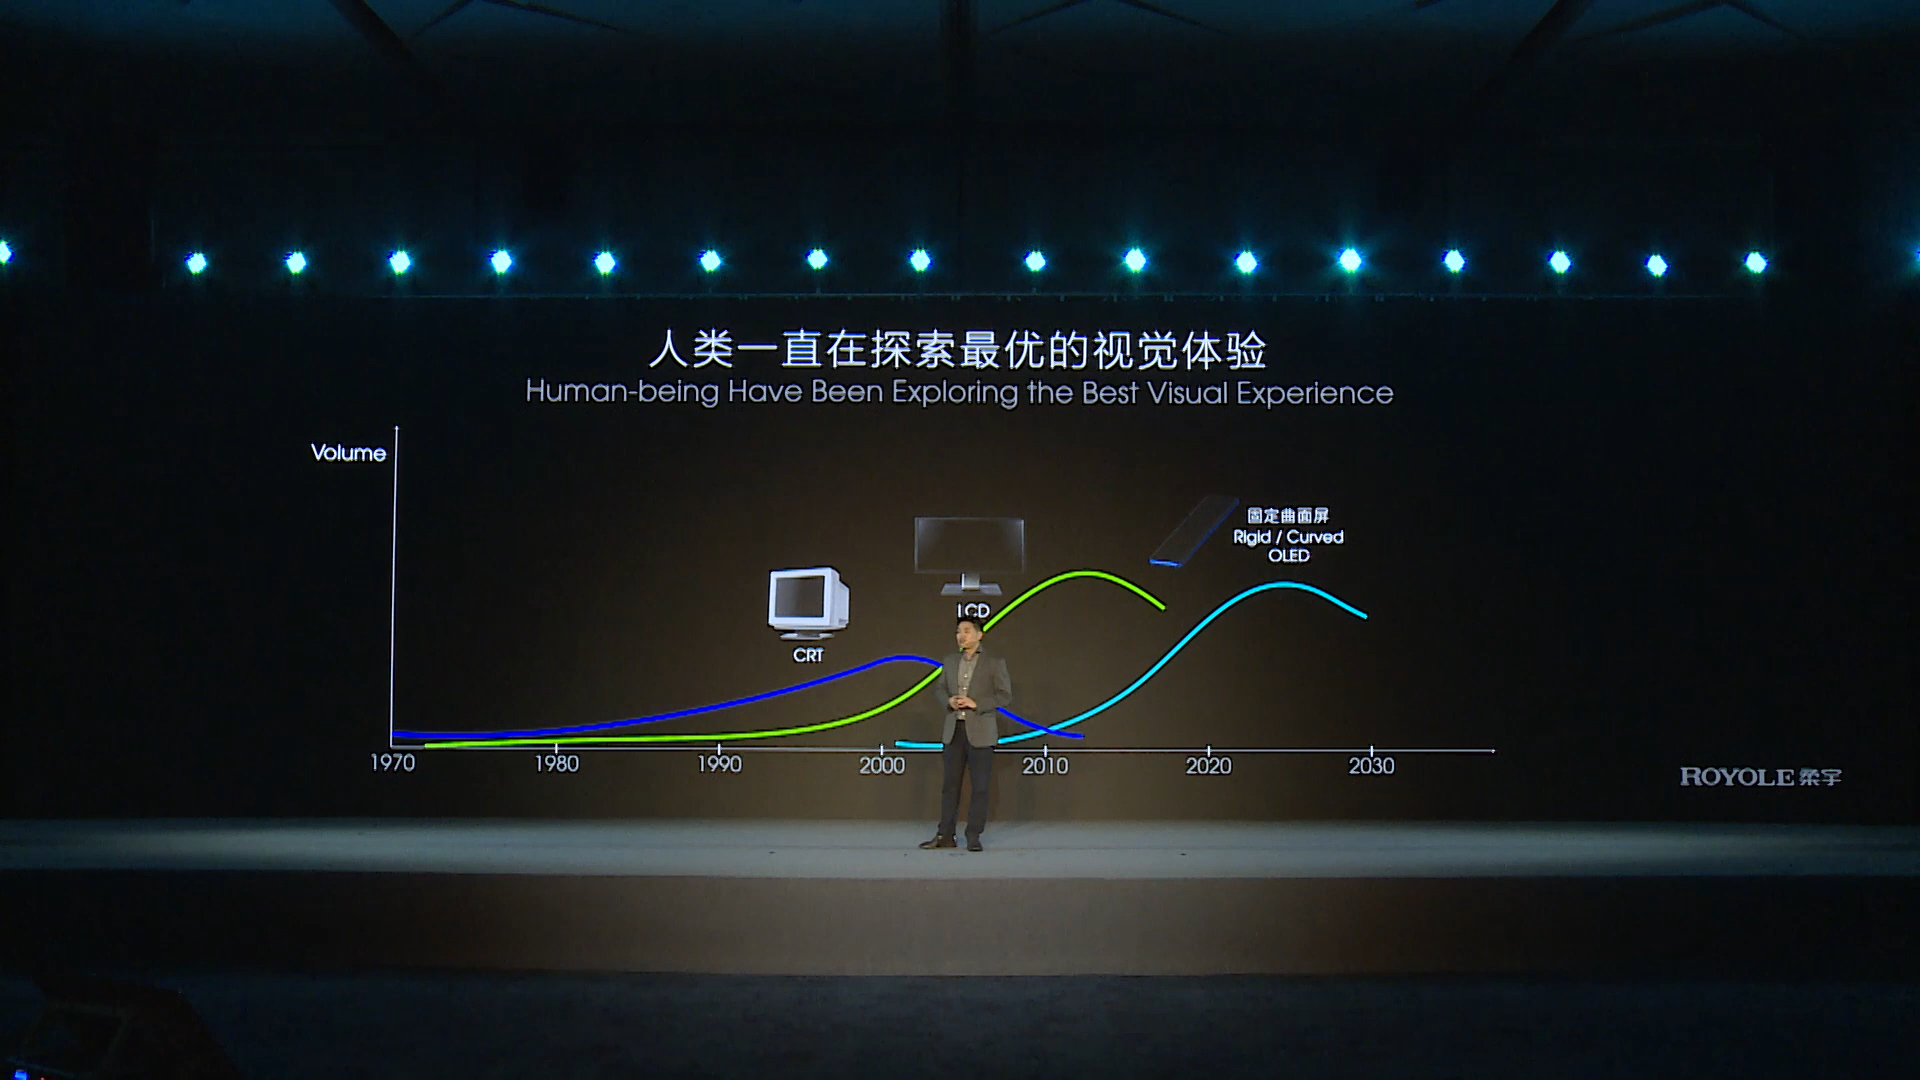 人类一直在探索最优的视觉体验
Human-being Have Been Exploring the Best Visual Experience
Volume
固定曲面屏
Rigid / Curved
OLED
LCD
CRT
1970
1980
1990
2000
2010
2020
2030
ROYOLE 柔宇